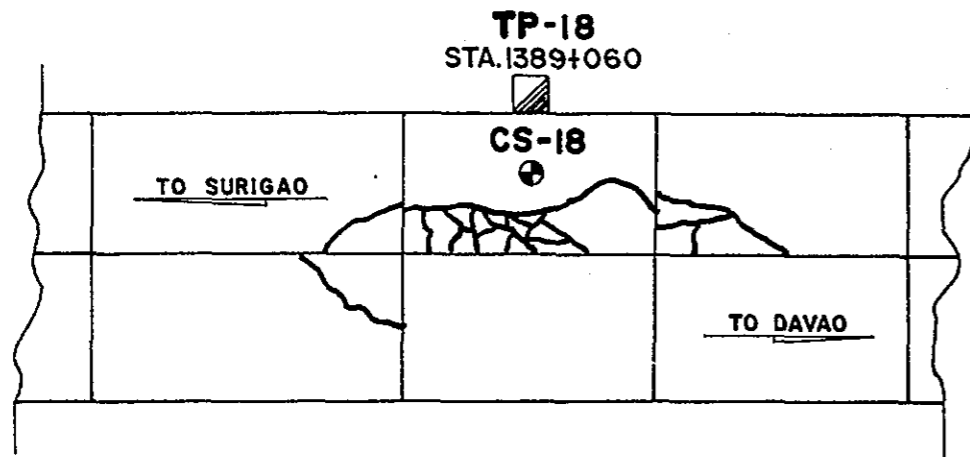 TP-18
STA.1389+060
CS-18
TO SURIGAO
TO DAVAO